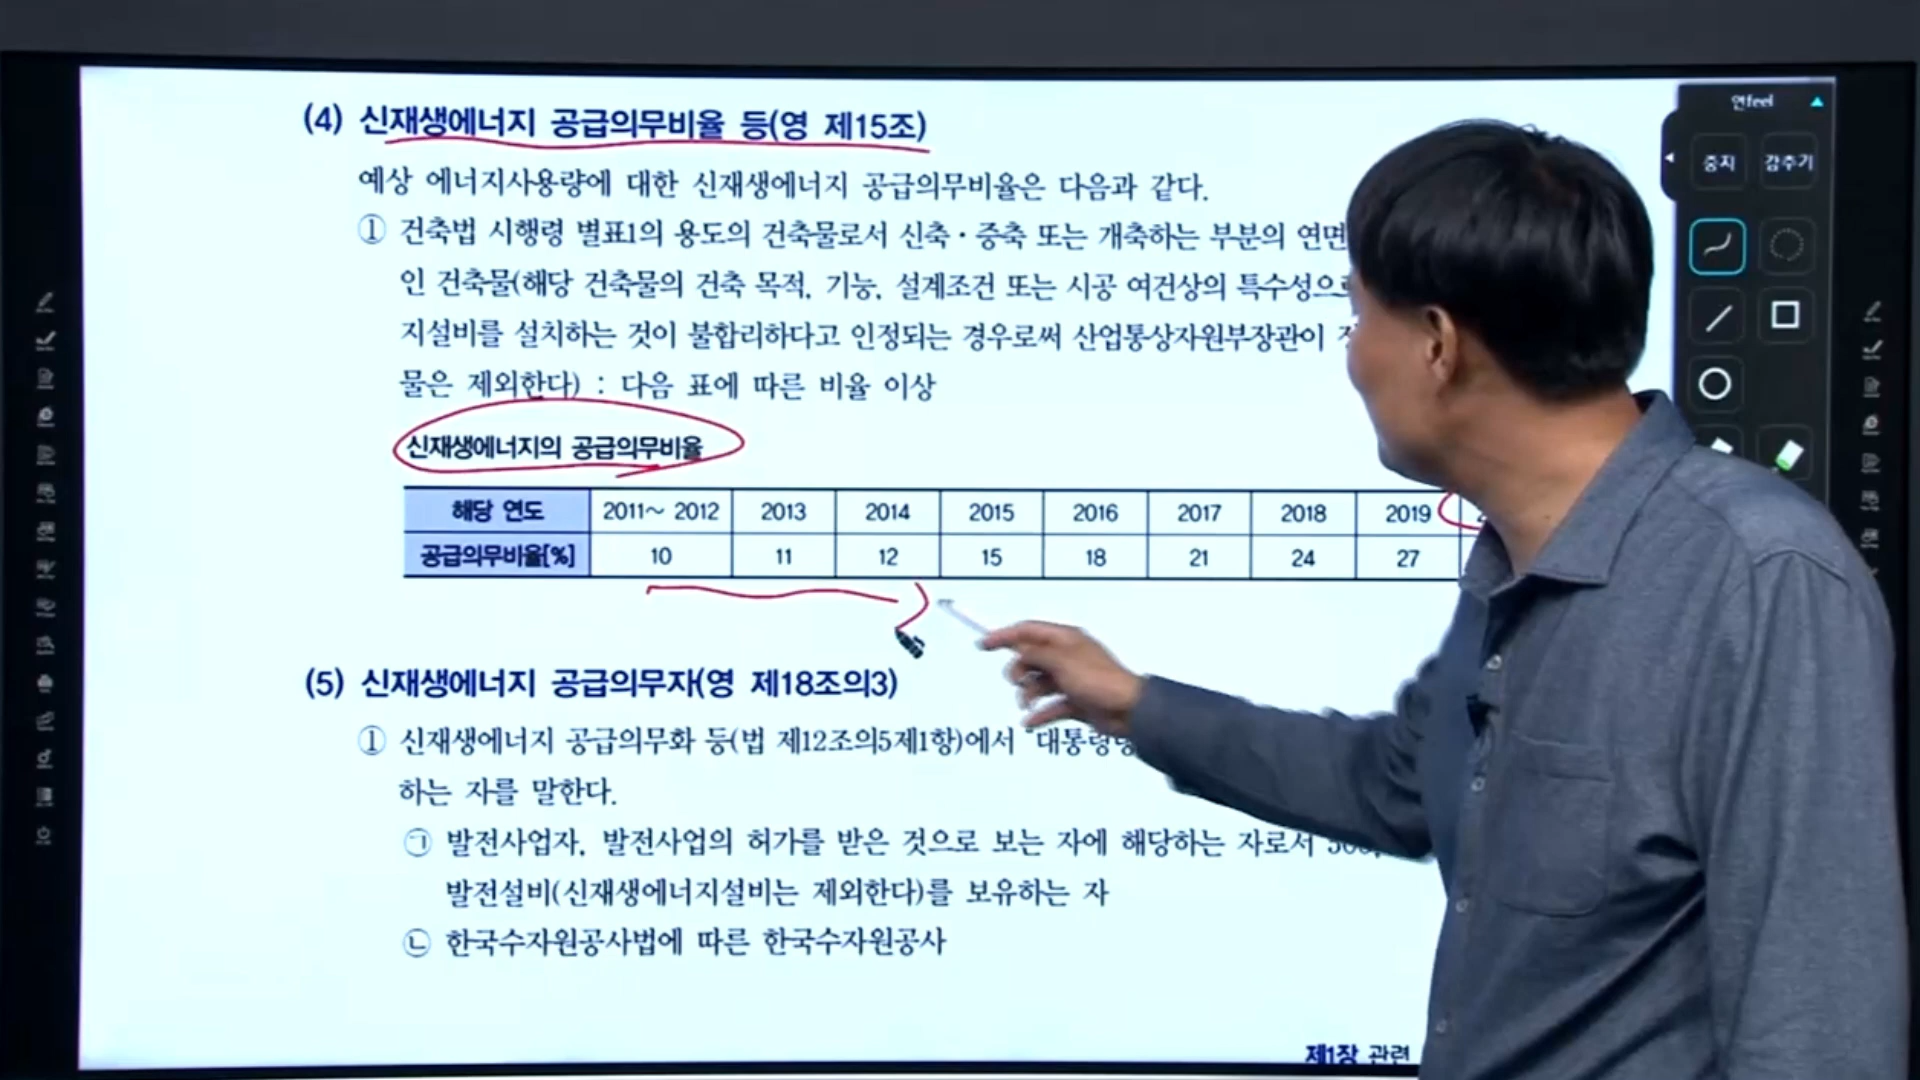 (4) 신재생에너지 공급의무비율 등(영 제15조)
예상 에너지사용량에 대한 신재생에너지 공급의무비율은 다음과 같다.
① 건축법 시행령 별표1의 용도의 건축물로서 신축·증축 또는 개축하는 부분의 연면
인 건축물(해당 건축물의 건축 목적, 기능, 설계조건 또는 시공 여건상의 특수성으로
지설비를 설치하는 것이 불합리하다고 인정되는 경우로써 산업통상자원부장관이
물은 제외한다) : 다음 표에 따른 비율 이상
신재생에너지의 공급의무비율
해당 연도 2011~2012 2013 2014 2015 2016 2017 2018 2019
공급의무비율[%] 10 11 12 15 18 21 24 27
(5) 신재생에너지 공급의무자(영 제18조의3)
① 신재생에너지 공급의무화 등(법 제12조의5제1항)에서 "대통령령
하는 자를 말한다.
㉠ 발전사업자, 발전사업의 허가를 받은 것으로 보는 자에 해당하는 자로서
발전설비(신재생에너지설비는 제외한다)를 보유하는 자
㉡ 한국수자원공사법에 따른 한국수자원공사
제1장 관련
연feel
중지 감추기